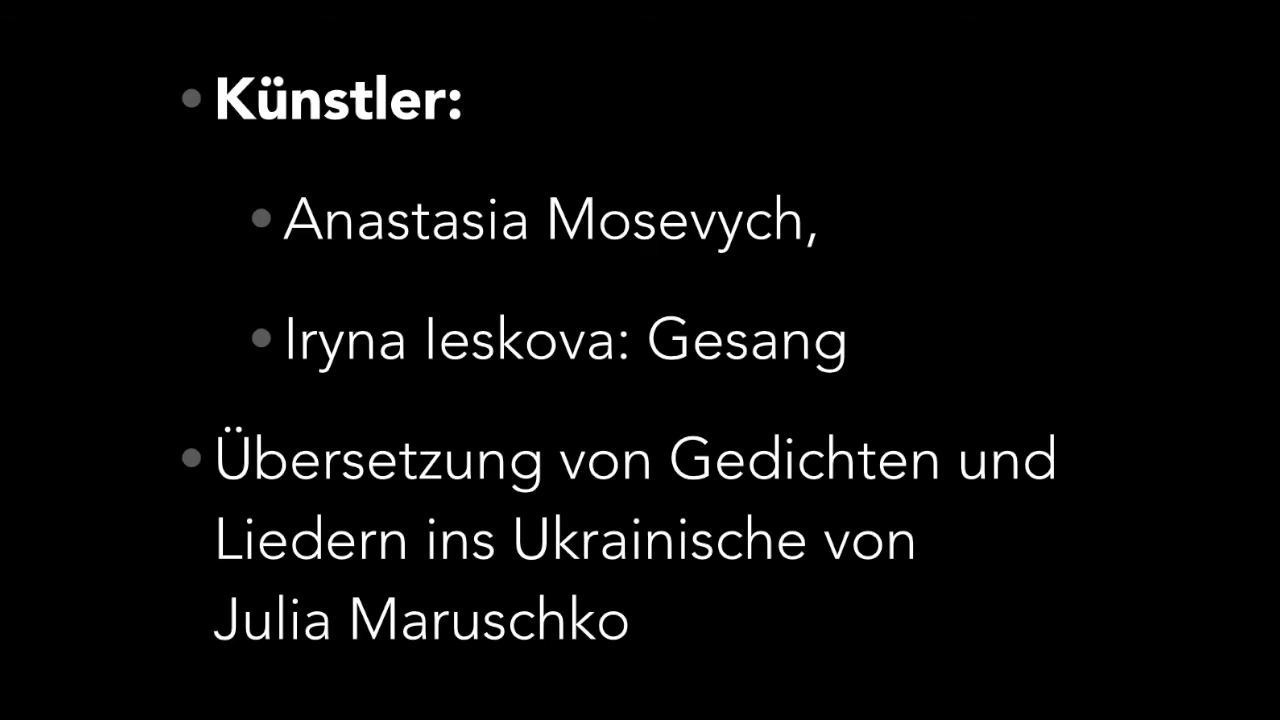 • Künstler:
• Anastasia Mosevych,
• Iryna Ieskova: Gesang
• Übersetzung von Gedichten und
Liedern ins Ukrainische von
Julia Maruschko